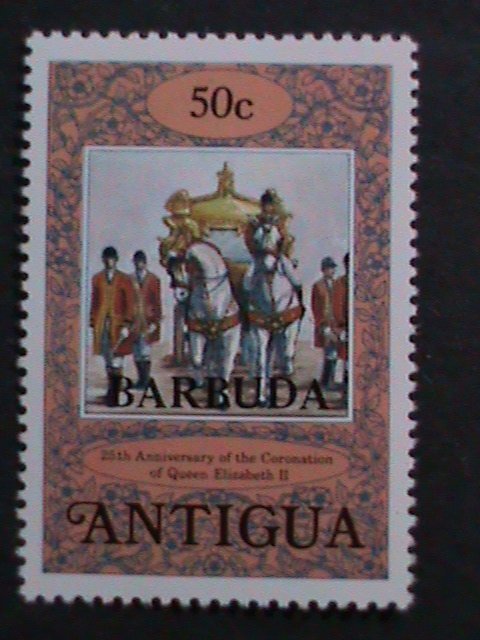 50c
BARBUDA
25th Anniversary of the Coronation
of Queen Elizabeth II
ANTIGUA